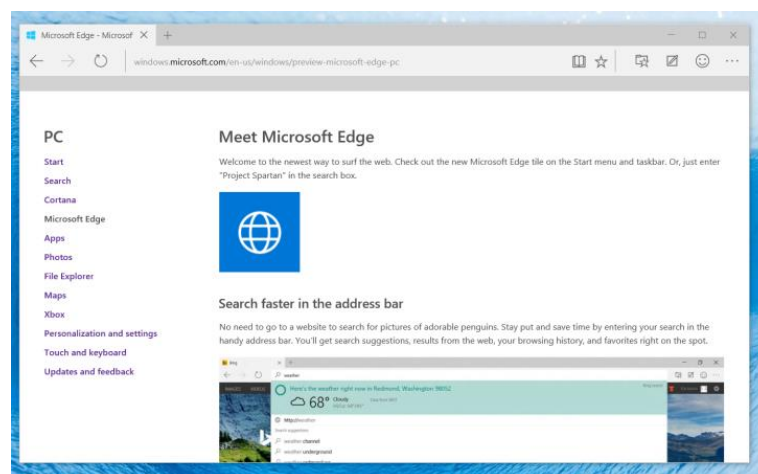 Microsoft Edge - Microsof
windows.microsoft.com/en-us/windows/preview-microsoft-edge-pc
PC
Start
Search
Cortana
Microsoft Edge
Apps
Photos
File Explorer
Maps
Xbox
Personalization and settings
Touch and keyboard
Updates and feedback
Meet Microsoft Edge
Welcome to the newest way to surf the web. Check out the new Microsoft Edge tile on the Start menu and taskbar. Or, just enter
"Project Spartan" in the search box.
Search faster in the address bar
No need to go to a website to search for pictures of adorable penguins. Stay put and save time by entering your search in the
handy address bar. You'll get search suggestions, results from the web, your browsing history, and favorites right on the spot.
Bing
weather
IMAGES VIDEOS
Here's the weather right now in Redmond, Washington 98052
68° Cloudy
http://weather
Search suggestions
weather channel
weather underground